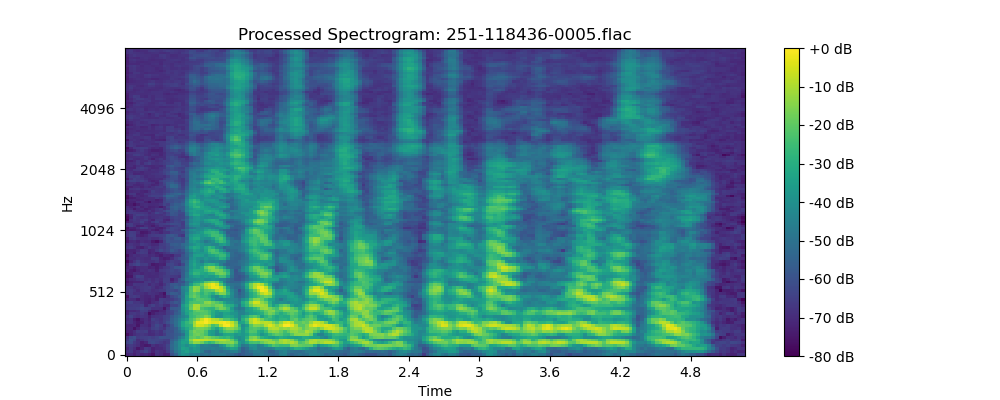 Processed Spectrogram: 251-118436-0005.flac
+0 dB
-10 dB
-20 dB
-30 dB
-40 dB
-50 dB
-60 dB
-70 dB
-80 dB
Hz
4096
2048
1024
512
0
0 0.6 1.2 1.8 2.4 3 3.6 4.2 4.8
Time